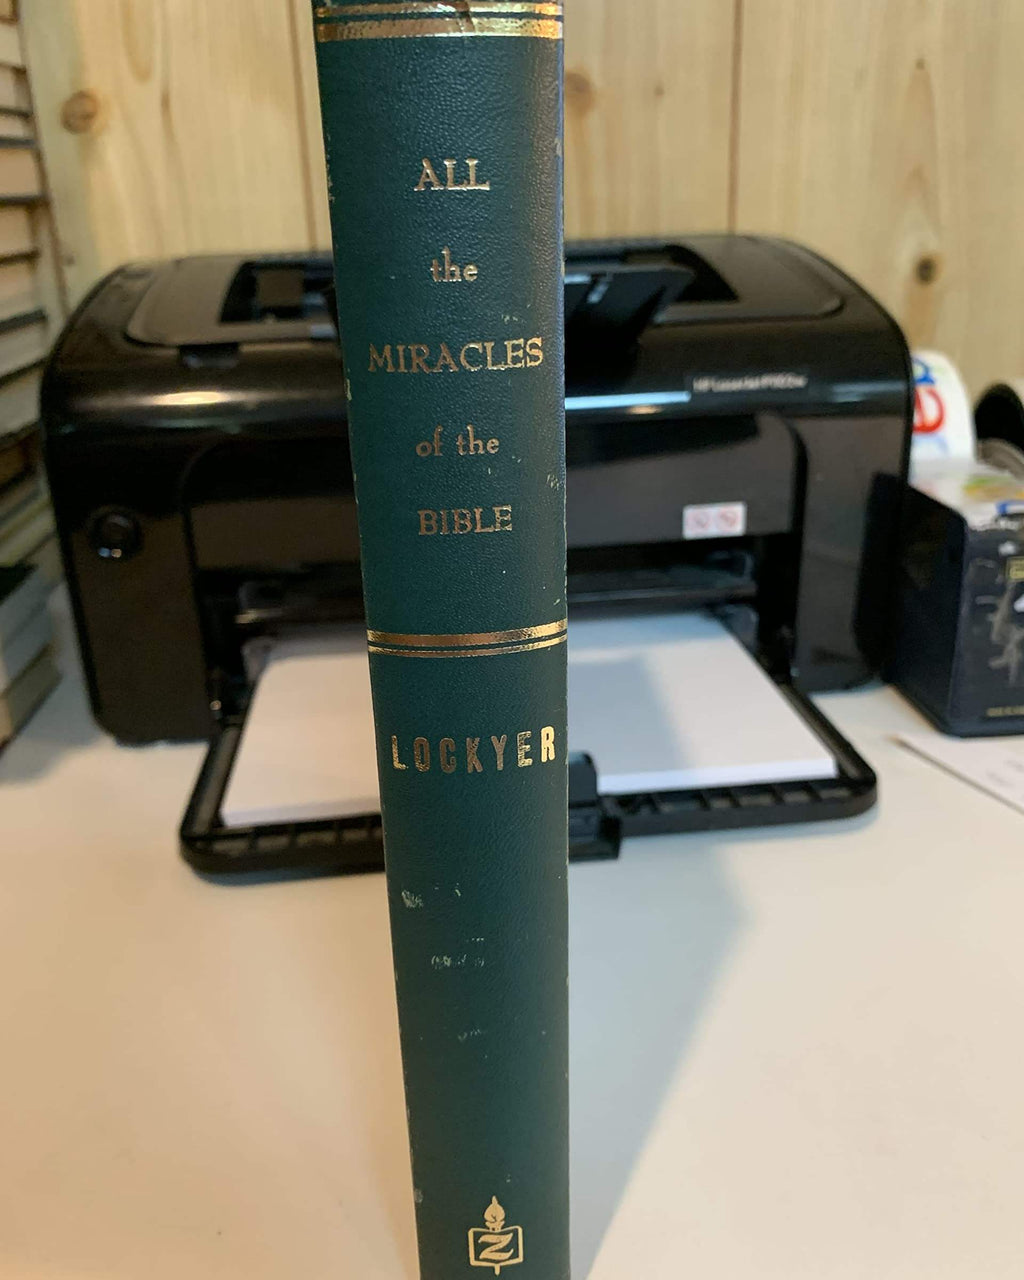 ALL
the
MIRACLES
of the
BIBLE
LOCKYER
Z